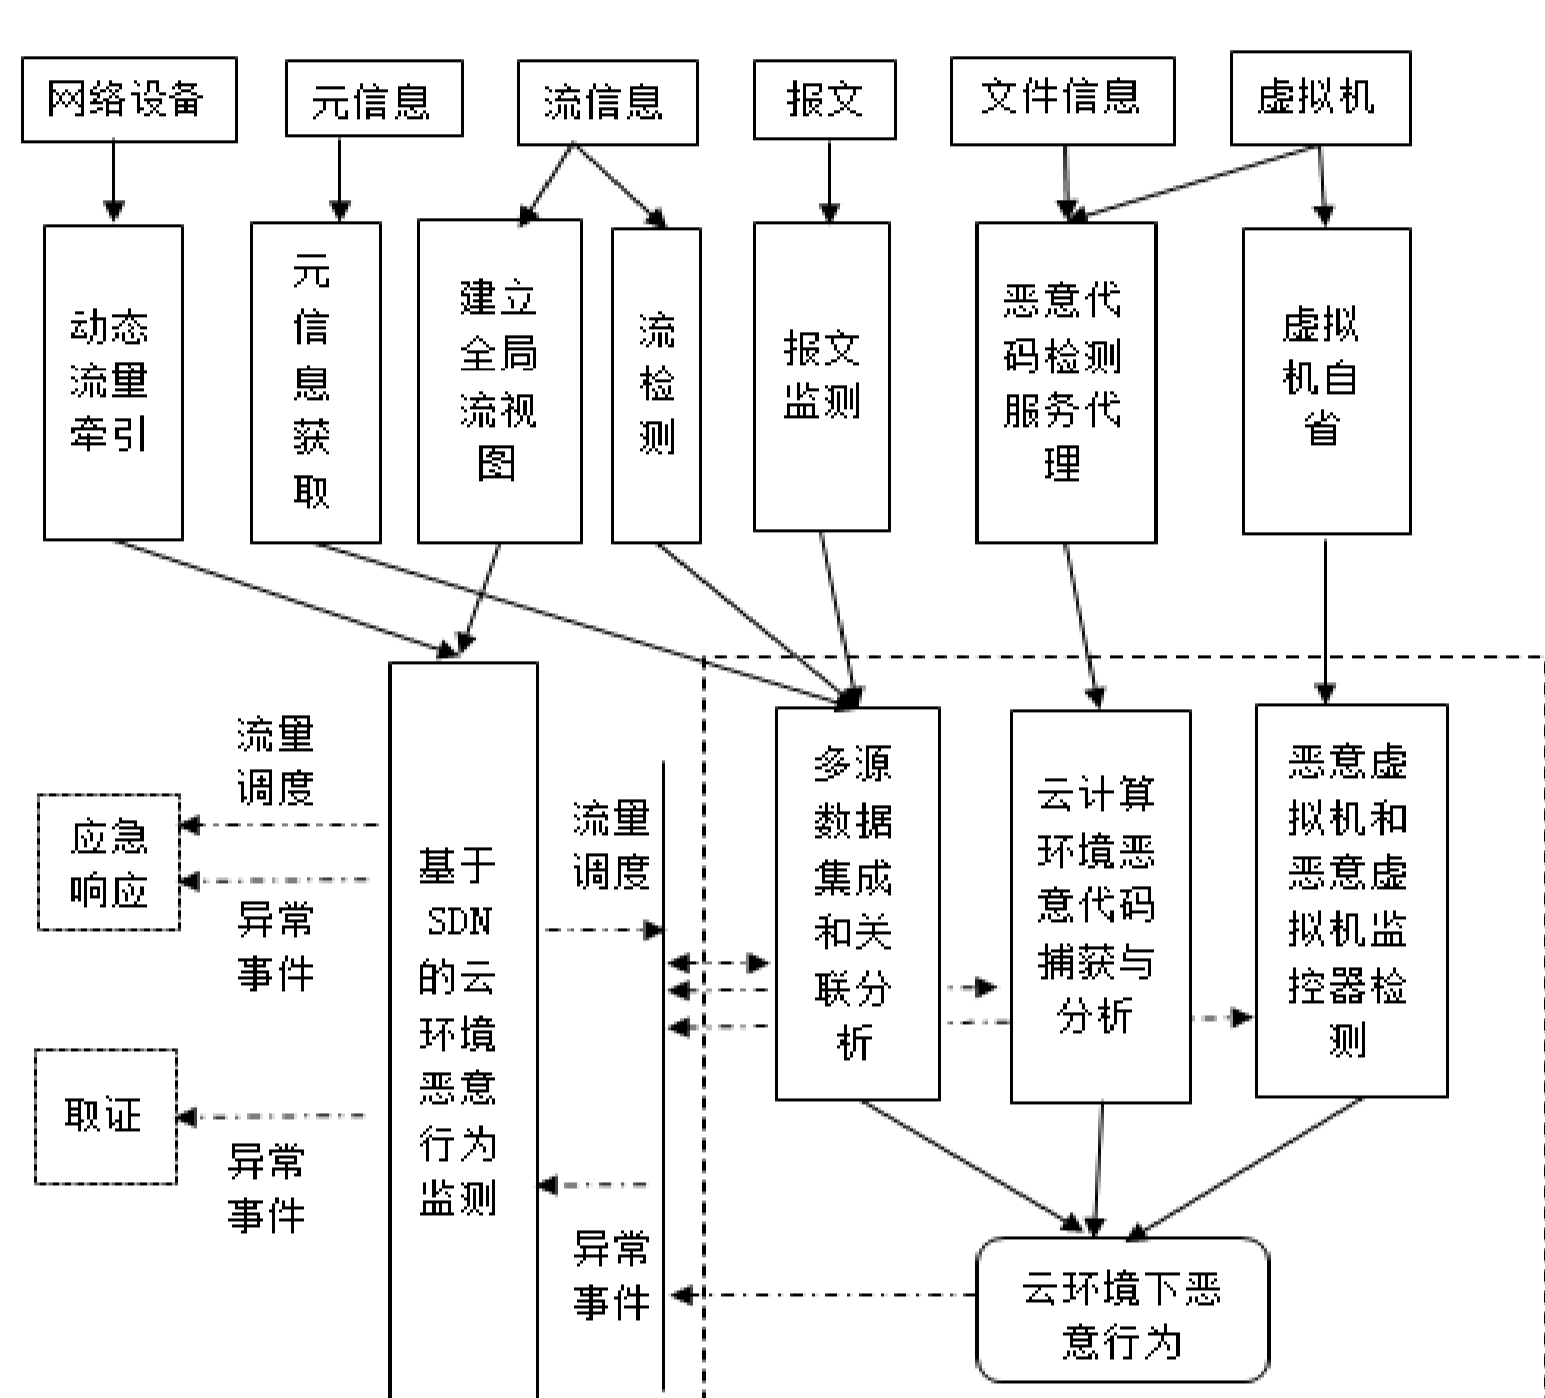 网络设备
元信息
流信息
报文
文件信息
虚拟机
动态
流量
牵引
元
信
息
获
取
建立
全局
流视
图
流
检
测
报文
监测
恶意代
码检测
服务代
理
虚拟
机自
省
流量
调度
应急
响应
异常
事件
取证
异常
事件
基于
SDN
的云
环境
恶意
行为
监测
流量
调度
异常
事件
多源
数据
集成
和关
联分
析
云计算
环境恶
意代码
捕获与
分析
恶意虚
拟机和
恶意虚
拟机监
控器检
测
云环境下恶
意行为